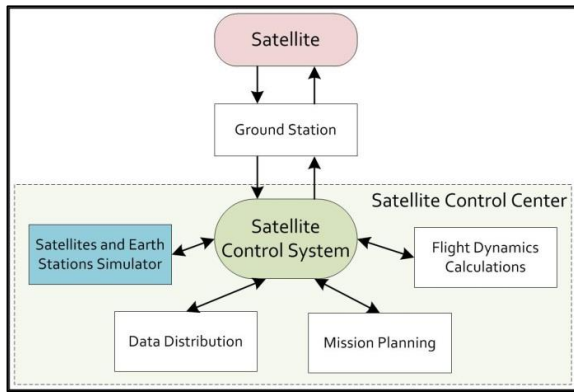 Satellite
Ground Station
Satellite Control Center
Satellite
Control System
Satellites and Earth
Stations Simulator
Flight Dynamics
Calculations
Data Distribution
Mission Planning